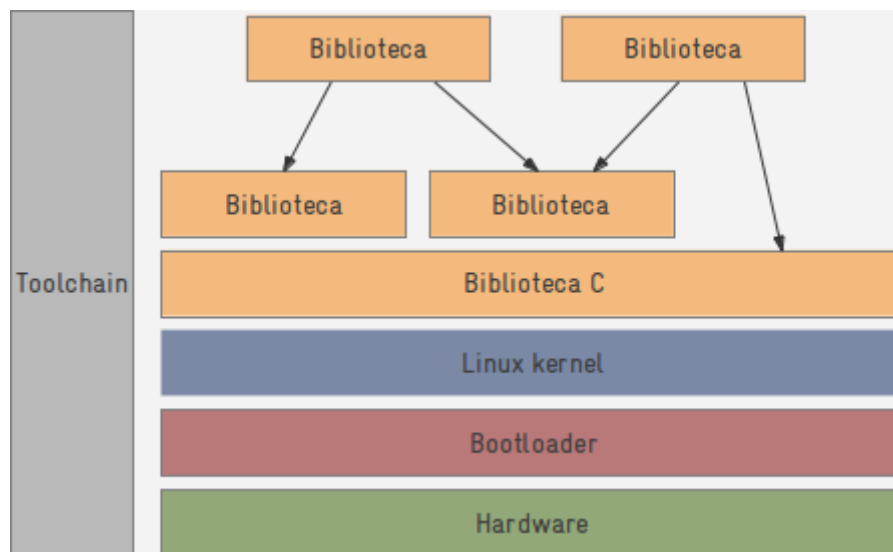 Biblioteca
Biblioteca
Biblioteca
Biblioteca
Toolchain
Biblioteca C
Linux kernel
Bootloader
Hardware